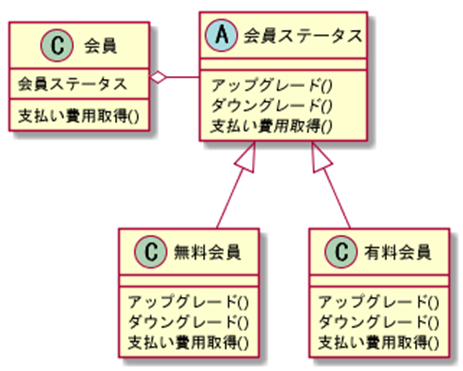 C 会員
会員ステータス
支払い費用取得()
A 会員ステータス
アップグレード()
ダウングレード()
支払い費用取得()
C 無料会員
アップグレード()
ダウングレード()
支払い費用取得()
C 有料会員
アップグレード()
ダウングレード()
支払い費用取得()